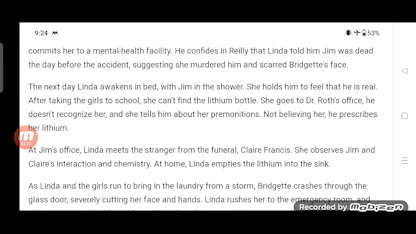 9:24
53%
commits her to a mental-health facility. He confides in Reilly that Linda told him Jim was dead
the day before the accident, suggesting she murdered him and scarred Bridgette's face.
The next day Linda awakens in bed, with Jim in the shower. She holds him to feel that he is real.
After taking the girls to school, she can't find the lithium bottle. She goes to Dr. Roth's office, he
doesn't recognize her, and she tells him about her premonitions. Not believing her, he prescribes
her lithium.
At Jim's office, Linda meets the stranger from the funeral, Claire Francis. She observes Jim and
Claire's interaction and chemistry. At home, Linda empties the lithium into the sink.
As Linda and the girls run to bring in the laundry from a storm, Bridgette crashes through the
glass door, severely cutting her face and hands. Linda rushes her to the emergency room, and
Recorded by Mobizen